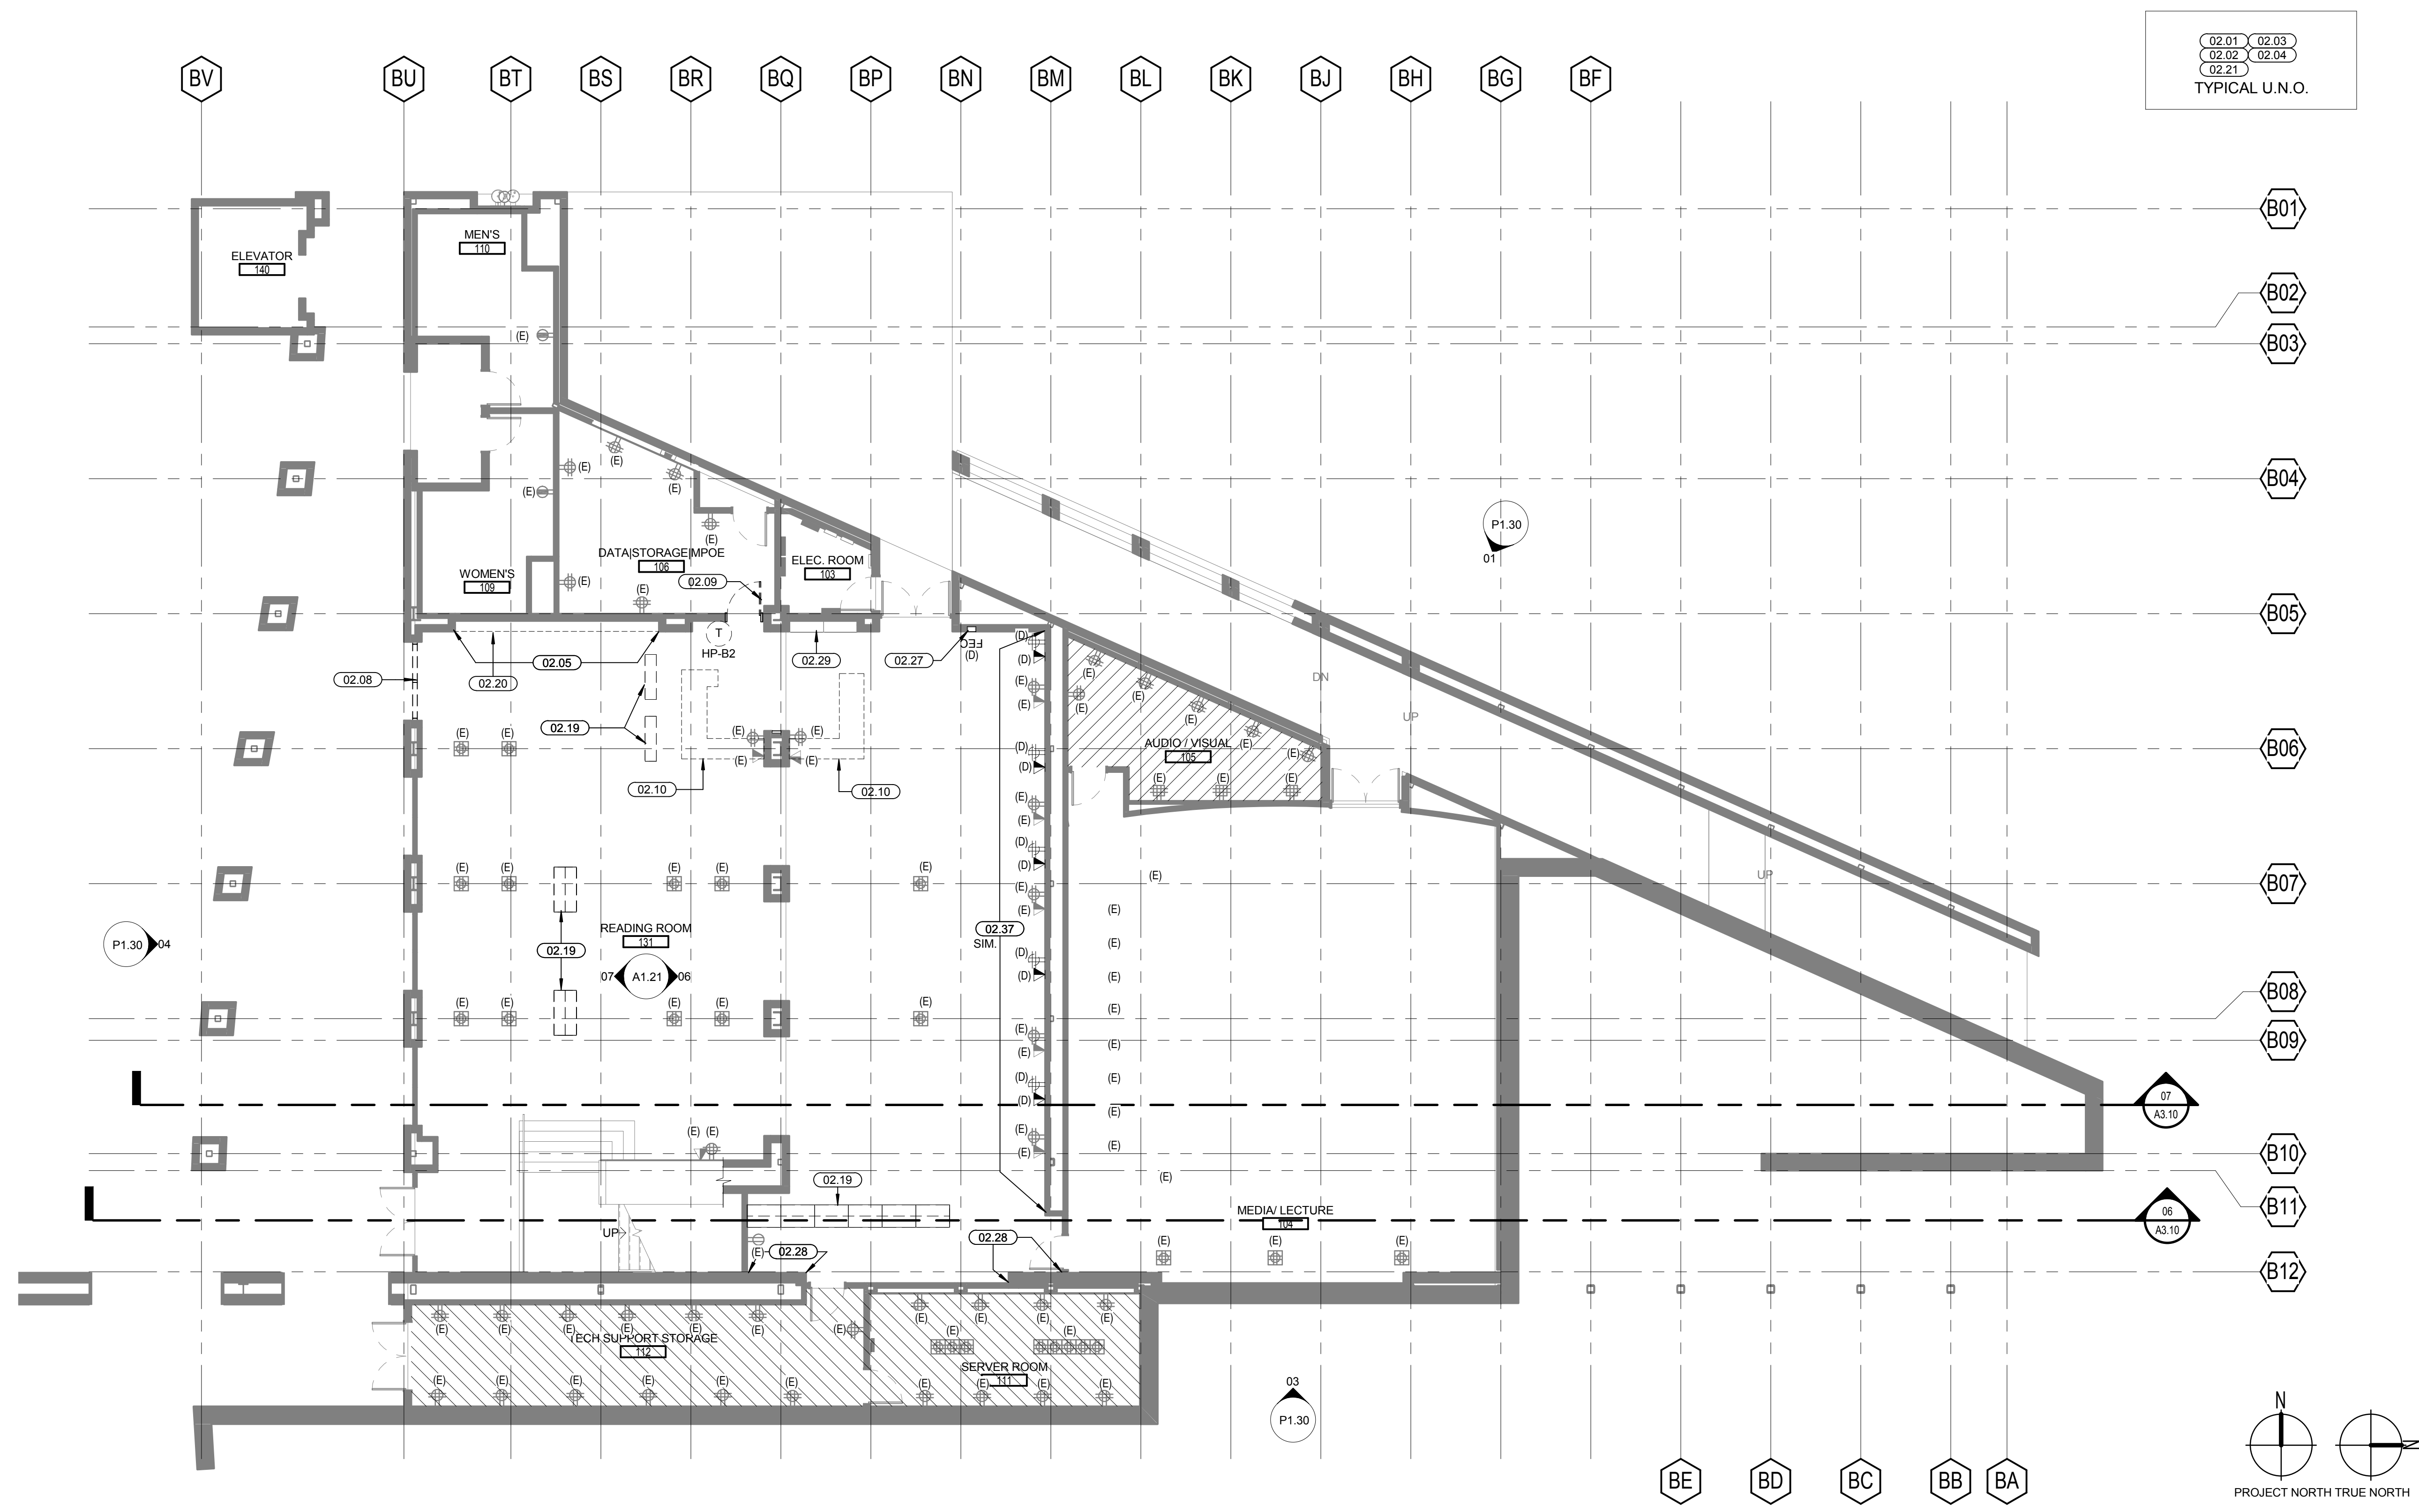 02.01 02.03
02.02 02.04
02.21
TYPICAL U.N.O.
BV BU BT BS BR BQ BP BN BM BL BK BJ BH BG BF
B01
B02
B03
B04
B05
B06
B07
B08
B09
B10
B11
B12
MEN'S
110
ELEVATOR
140
(E)
(E)
(E)
(E)
(E)
(E)
P1.30
01
DATA|STORAGE|MPOE
106
ELEC. ROOM
103
WOMEN'S
109
02.09
(E)
(E)
T
HP-B2
02.05
02.20
02.08
02.29
02.27
FEC
(D)
(D)
(D)
(E)
(E)
(E)
(E)
(E)
(E)
(E)
(E)
DN
UP
02.19
(E) (E)
(E) (E)
(E) (E)
02.10
02.10
(D)
(D)
AUDIO / VISUAL
105
(E) (E) (E)
(E)
(E)
(D)
(D)
(E)
(E)
(E) (E) (E) (E) (E)
(E)
UP
P1.30 04
READING ROOM
131
07 A1.21 06
02.19
02.37
SIM.
(E)
(E)
(E)
(E)
(E)
(E)
(E)
(E)
(D)
(D)
(E) (E) (E) (E) (E)
(E)
(E)
(D)
(D)
(E)
(E)
07
A3.10
(E) (E)
(E)
02.19
MEDIA/ LECTURE
104
06
A3.10
UP
(E)
02.28
02.28
(E) (E) (E)
(E) (E) (E) (E) (E) (E) (E)
(E) (E) (E) (E)
(E) (E)
TECH SUPPORT STORAGE
112
SERVER ROOM
111
(E) (E) (E) (E) (E) (E)
(E) (E) (E) (E)
03
P1.30
BE BD BC BB BA
N N
PROJECT NORTH TRUE NORTH